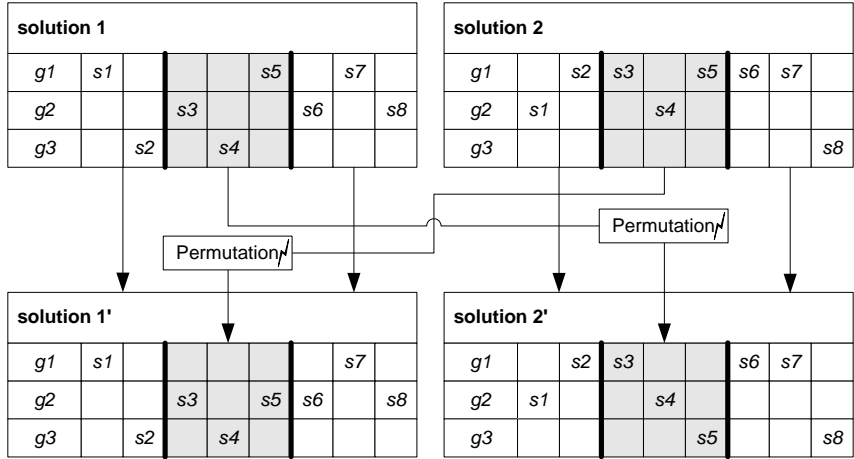 solution 1
g1 s1 s5 s7
g2 s3 s6 s8
g3 s2 s4
solution 2
g1 s2 s3 s5 s6 s7
g2 s1 s4
g3 s8
Permutation
Permutation
solution 1'
g1 s1 s7
g2 s3 s5 s6 s8
g3 s2 s4
solution 2'
g1 s2 s3 s6 s7
g2 s1 s4
g3 s5 s8